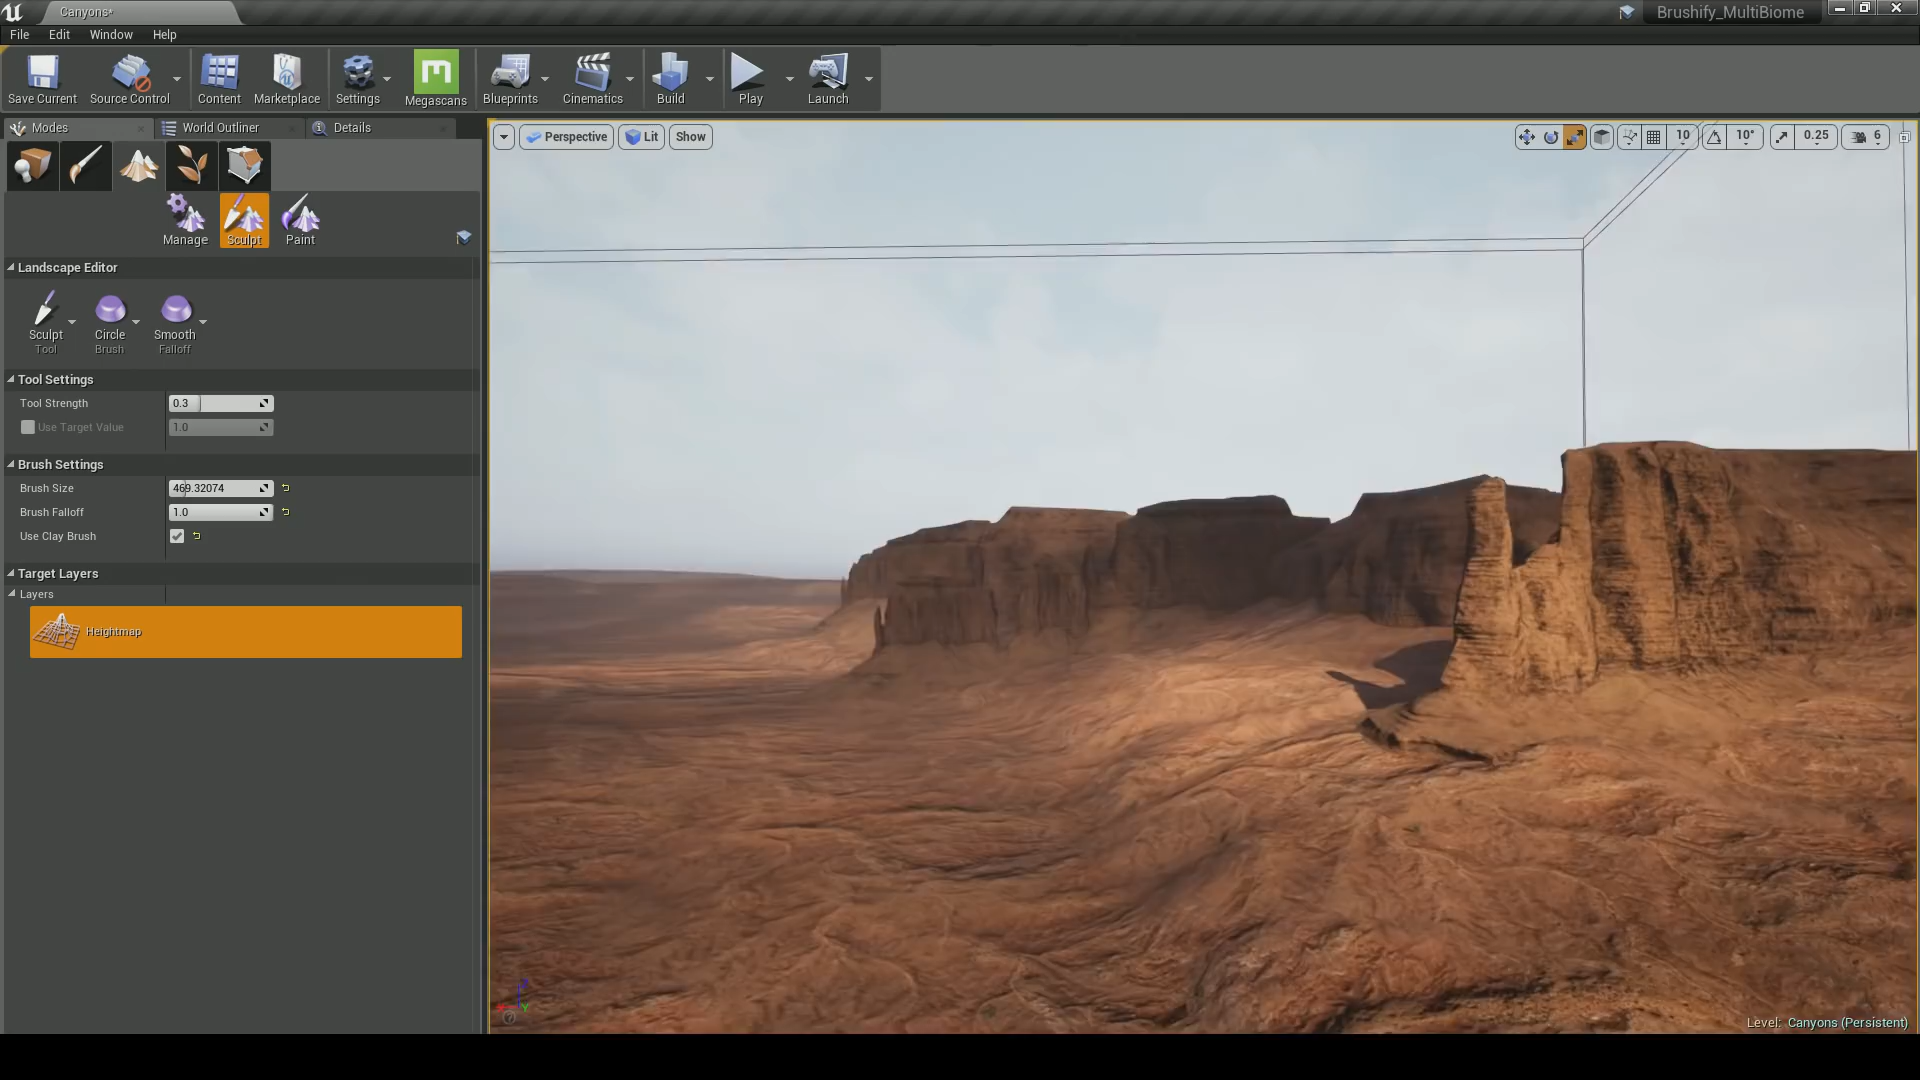 Canyons*
Brushify_MultiBiome
File Edit Window Help
Save Current Source Control Content Marketplace Settings Megascans Blueprints Cinematics Build Play Launch
Modes World Outliner Details
Perspective Lit Show
10 10° 0.25 6
Manage Sculpt Paint
Landscape Editor
Sculpt Circle Smooth
Tool Brush Falloff
Tool Settings
Tool Strength 0.3
Use Target Value 1.0
Brush Settings
Brush Size 469.32074
Brush Falloff 1.0
Use Clay Brush
Target Layers
Layers
Heightmap
Z
Y
Level: Canyons (Persistent)